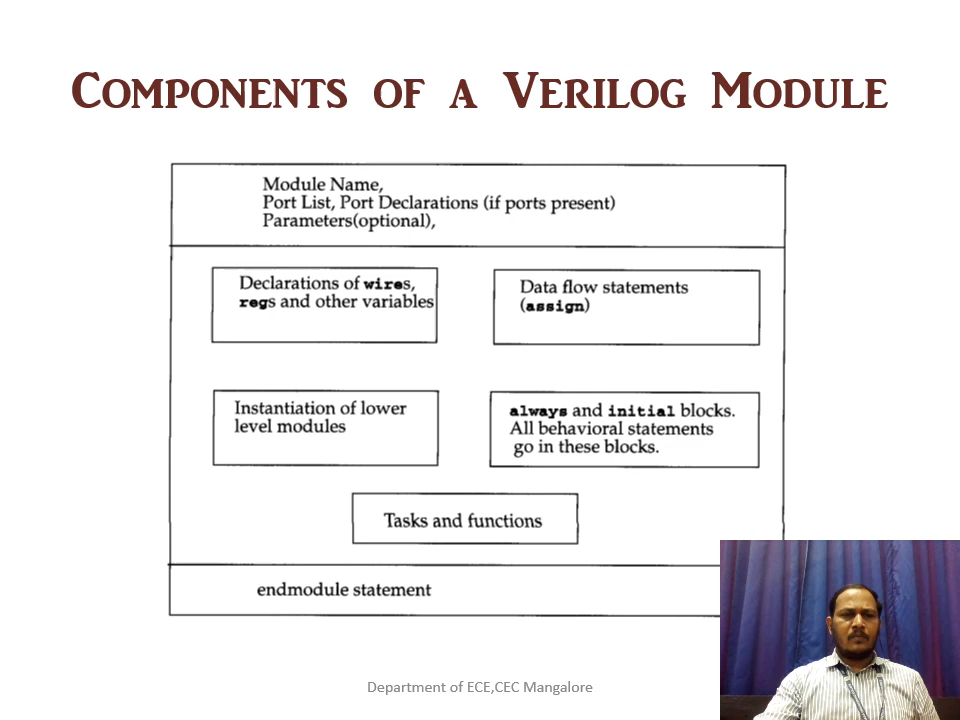 Components of a Verilog Module
Module Name,
Port List, Port Declarations (if ports present)
Parameters(optional),
Declarations of wires,
regs and other variables
Data flow statements
(assign)
Instantiation of lower
level modules
always and initial blocks.
All behavioral statements
go in these blocks.
Tasks and functions
endmodule statement
Department of ECE,CEC Mangalore